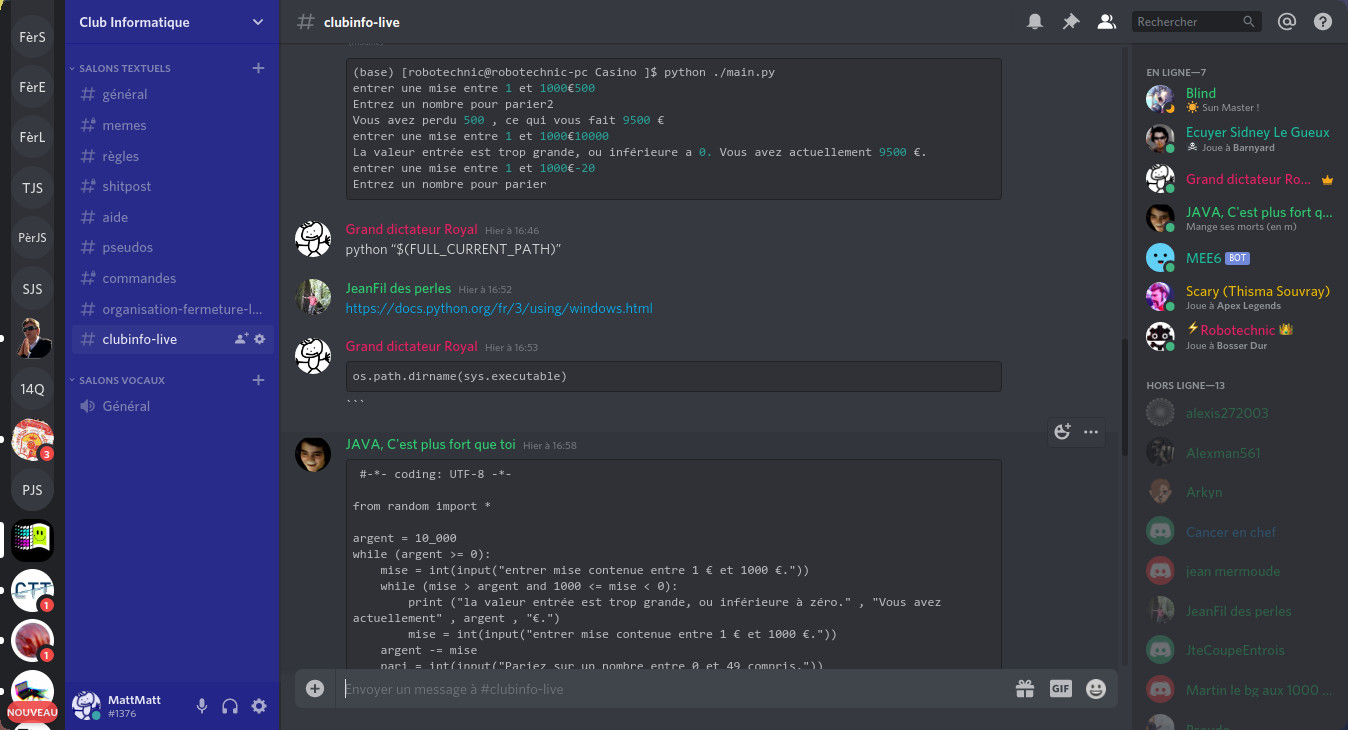 FèrS
FèrE
FèrL
TJS
PèrJS
SJS
14Q
3
PJS
CTT
1
1
NOUVEAU
Club Informatique
SALONS TEXTUELS
général
memes
règles
shitpost
aide
pseudos
commandes
organisation-fermeture-l...
clubinfo-live
SALONS VOCAUX
Général
MattMatt
#1376
clubinfo-live
Rechercher
(base) [robotechnic@robotechnic-pc Casino ]$ python ./main.py
entrer une mise entre 1 et 1000€500
Entrez un nombre pour parier2
Vous avez perdu 500 , ce qui vous fait 9500 €
entrer une mise entre 1 et 1000€10000
La valeur entrée est trop grande, ou inférieure a 0. Vous avez actuellement 9500 €.
entrer une mise entre 1 et 1000€-20
Entrez un nombre pour parier
Grand dictateur Royal Hier à 16:46
python “$(FULL_CURRENT_PATH)”
JeanFil des perles Hier à 16:52
https://docs.python.org/fr/3/using/windows.html
Grand dictateur Royal Hier à 16:53
os.path.dirname(sys.executable)
```
JAVA, C'est plus fort que toi Hier à 16:58
#-*- coding: UTF-8 -*-
from random import *
argent = 10_000
while (argent >= 0):
mise = int(input("entrer mise contenue entre 1 € et 1000 €."))
while (mise > argent and 1000 <= mise < 0):
print ("la valeur entrée est trop grande, ou inférieure à zéro." , "Vous avez
actuellement" , argent , "€.")
mise = int(input("entrer mise contenue entre 1 € et 1000 €."))
argent -= mise
pari = int(input("Pariez sur un nombre entre 0 et 49 compris."))
Envoyer un message à #clubinfo-live
GIF
EN LIGNE—7
Blind
Sun Master !
Ecuyer Sidney Le Gueux
Joue à Barnyard
Grand dictateur Ro...
JAVA, C'est plus fort q...
Mange ses morts (en m)
MEE6 BOT
Scary (Thisma Souvray)
Joue à Apex Legends
⚡Robotechnic
Joue à Bosser Dur
HORS LIGNE—13
alexis272003
Alexman561
Arkyn
Cancer en chef
jean mermoude
JeanFil des perles
JteCoupeEntrois
Martin le bg aux 1000 ...